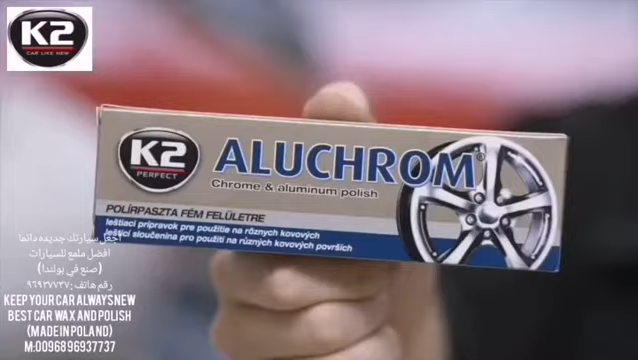 K2
CAR LIKE NEW
K2
PERFECT
ALUCHROM®
Chrome & aluminum polish
POLÍRPASZTA FÉM FELÜLETRE
leštiaci prípravok pre použitie na rôznych kovových
lešticí sloučenina pro použití na různých kovových površích
اجعل سيارتك جديده دائما
افضل ملمع للسيارات
(صنع في بولندا)
رقم هاتف :٩٦٩٣٧٧٣٧
KEEP YOUR CAR ALWAYS NEW
BEST CAR WAX AND POLISH
(MADE IN POLAND)
M:0096896937737